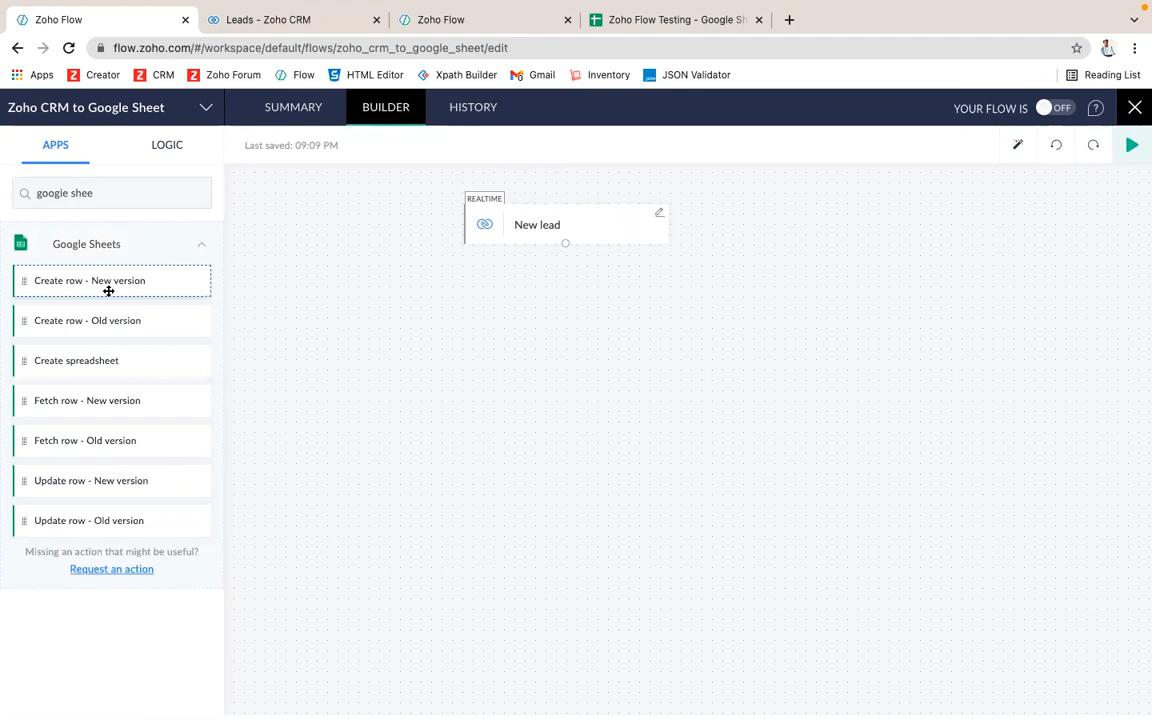 Zoho Flow
Leads - Zoho CRM
Zoho Flow
Zoho Flow Testing - Google Sh
flow.zoho.com/#/workspace/default/flows/zoho_crm_to_google_sheet/edit
Apps
Creator
CRM
Zoho Forum
Flow
HTML Editor
Xpath Builder
Gmail
Inventory
JSON Validator
Reading List
Zoho CRM to Google Sheet
SUMMARY
BUILDER
HISTORY
YOUR FLOW IS
OFF
APPS
LOGIC
Last saved: 09:09 PM
google shee
REALTIME
New lead
Google Sheets
Create row - New version
Create row - Old version
Create spreadsheet
Fetch row - New version
Fetch row - Old version
Update row - New version
Update row - Old version
Missing an action that might be useful?
Request an action